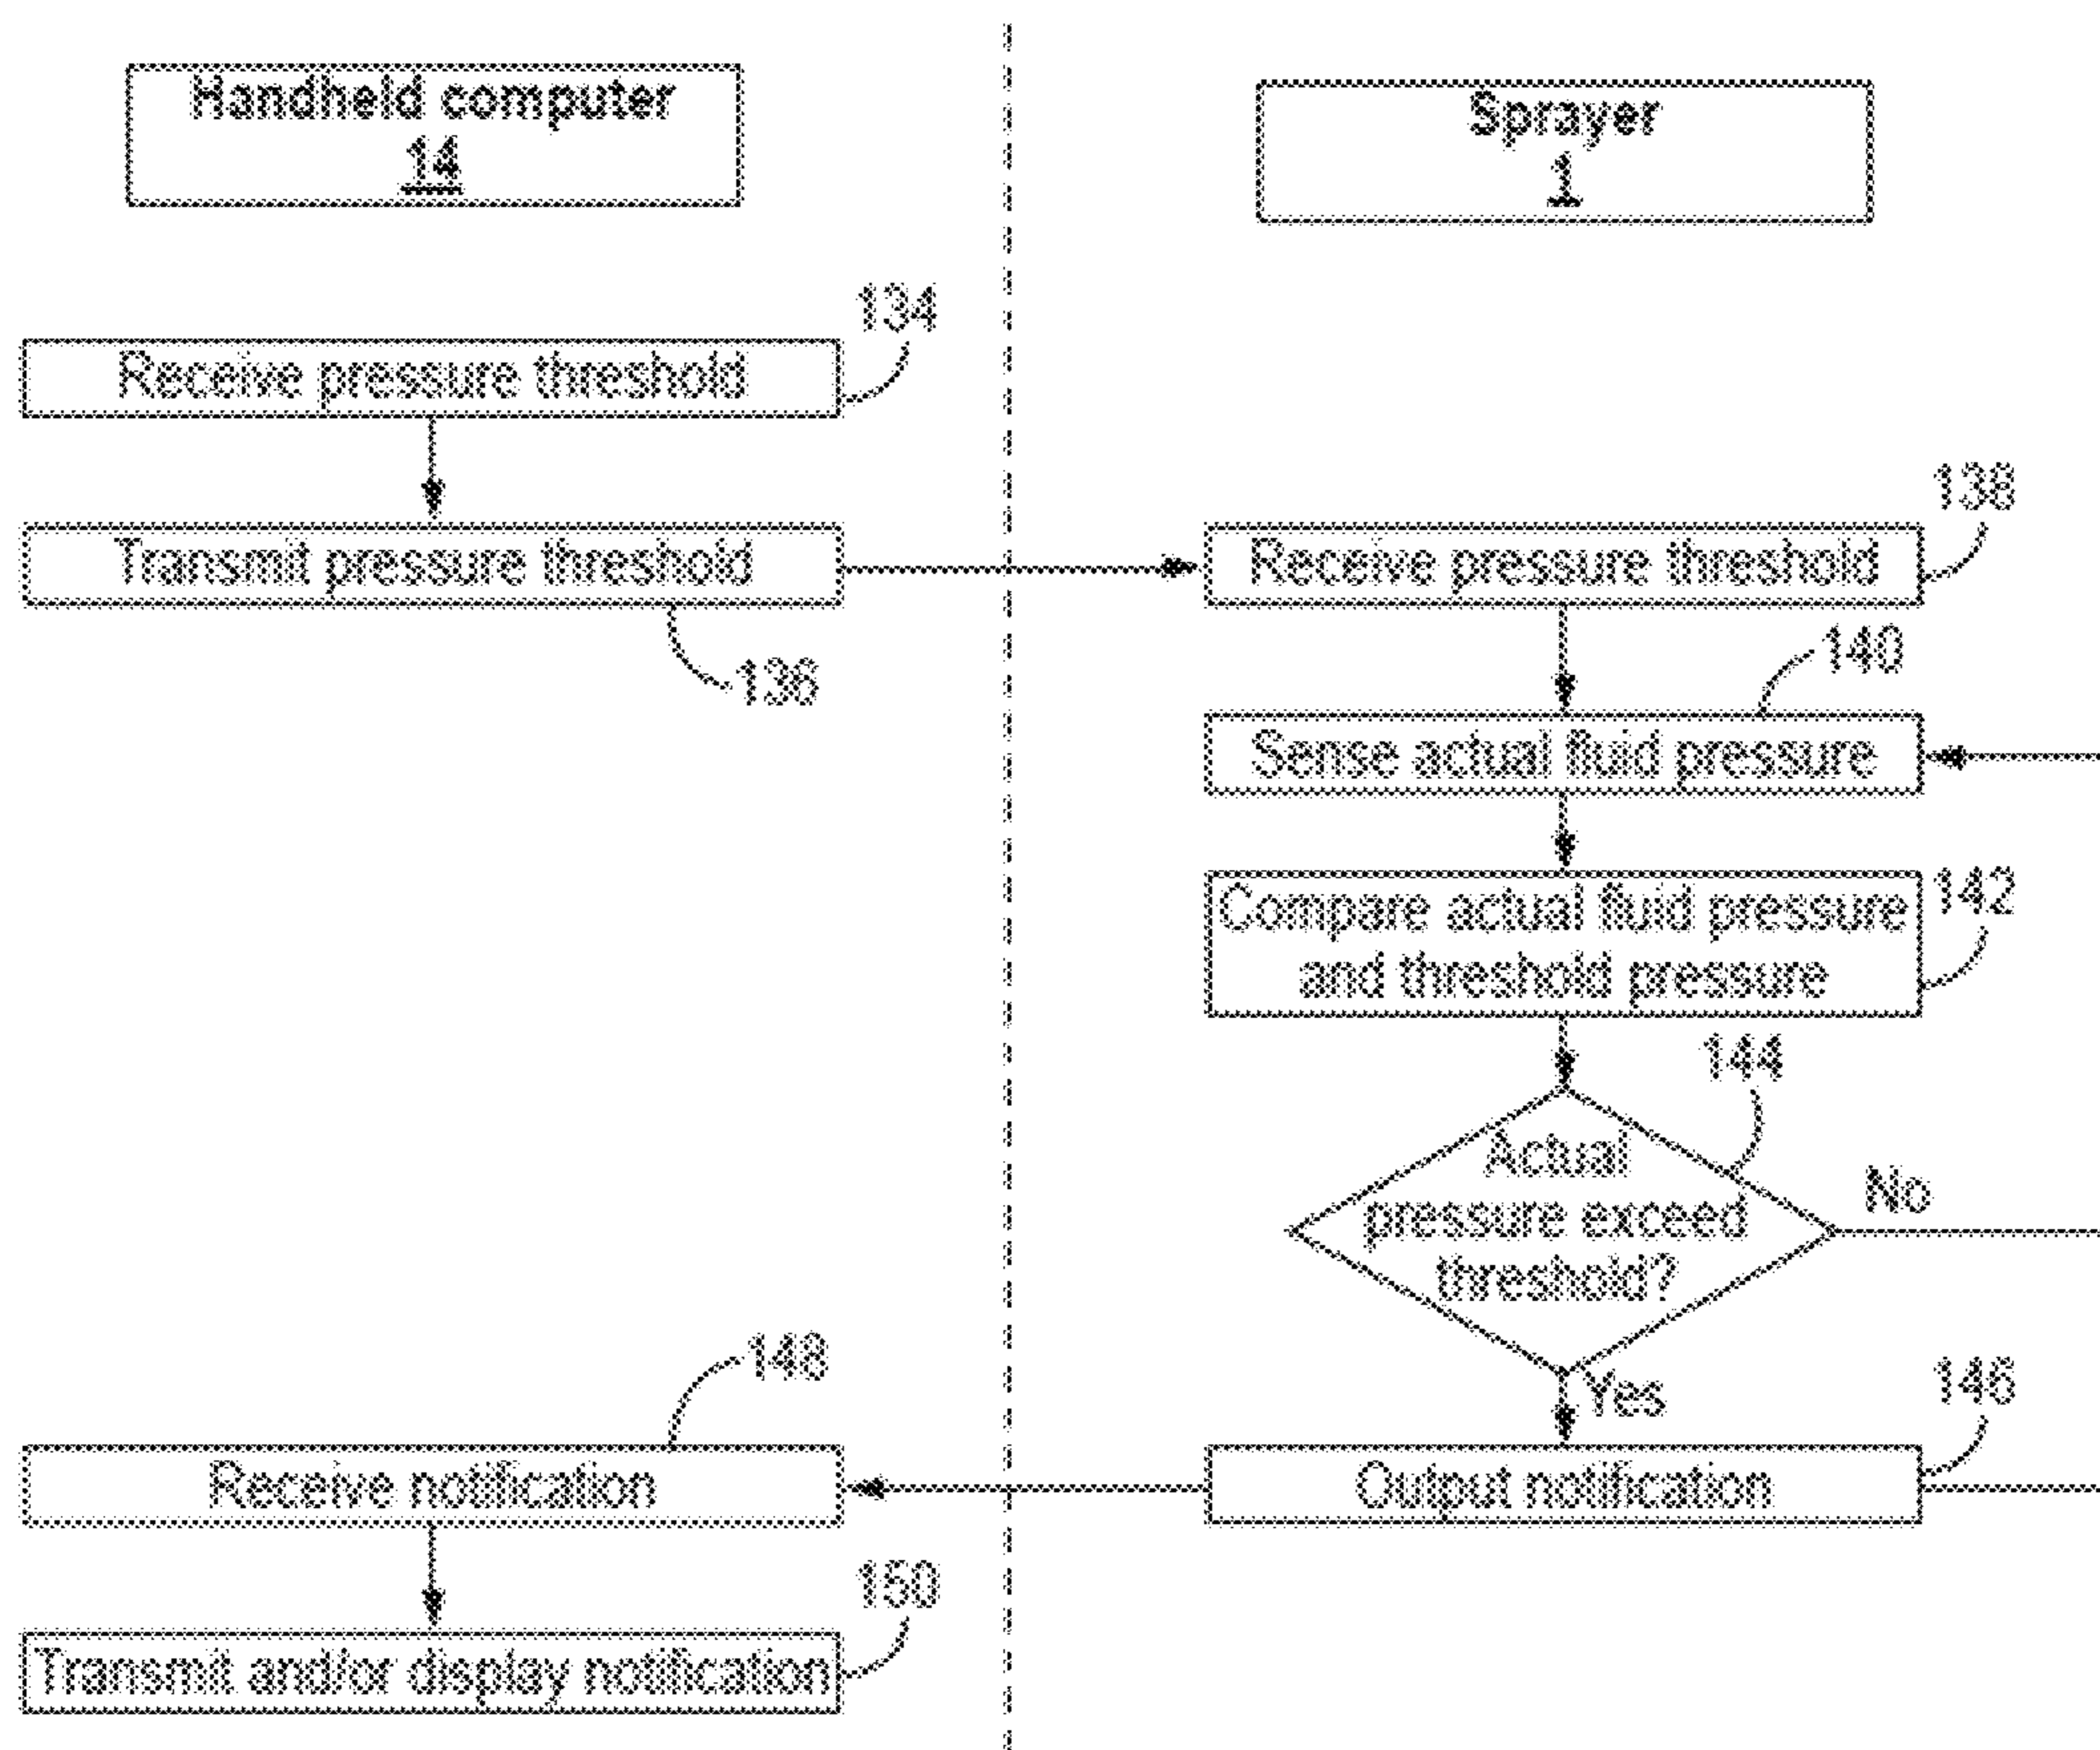 Handheld computer
14
Sprayer
1
134
Receive pressure threshold
Transmit pressure threshold
136
138
Receive pressure threshold
140
Sense actual fluid pressure
142
Compare actual fluid pressure
and threshold pressure
144
Actual
pressure exceed
threshold?
No
Yes
146
Output notification
148
Receive notification
150
Transmit and/or display notification